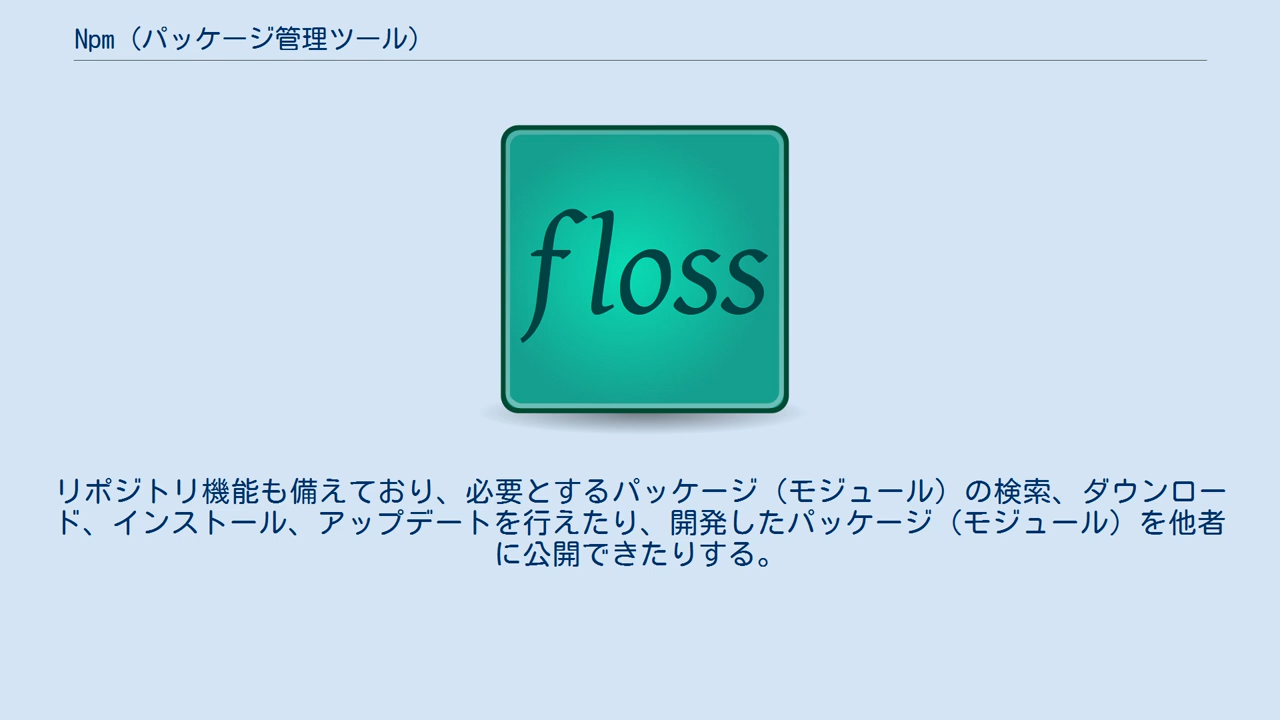 Npm（パッケージ管理ツール）
floss
リポジトリ機能も備えており、必要とするパッケージ（モジュール）の検索、ダウンロー
ド、インストール、アップデートを行えたり、開発したパッケージ（モジュール）を他者
に公開できたりする。